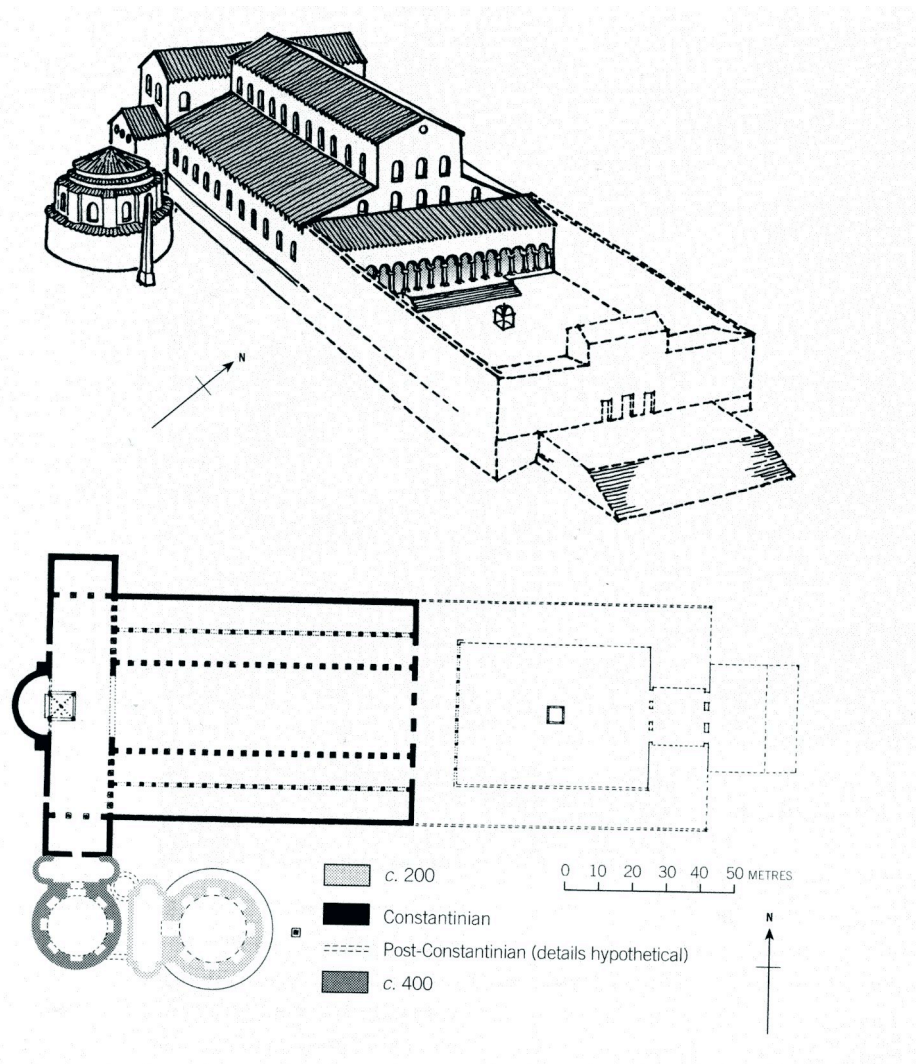 N
c. 200
Constantinian
Post-Constantinian (details hypothetical)
c. 400
0 10 20 30 40 50 METRES
N